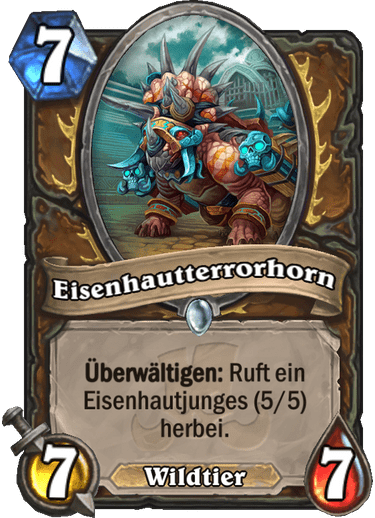 7
Eisenhautterrorhorn
Überwältigen: Ruft ein
Eisenhautjunges (5/5)
herbei.
7
Wildtier
7